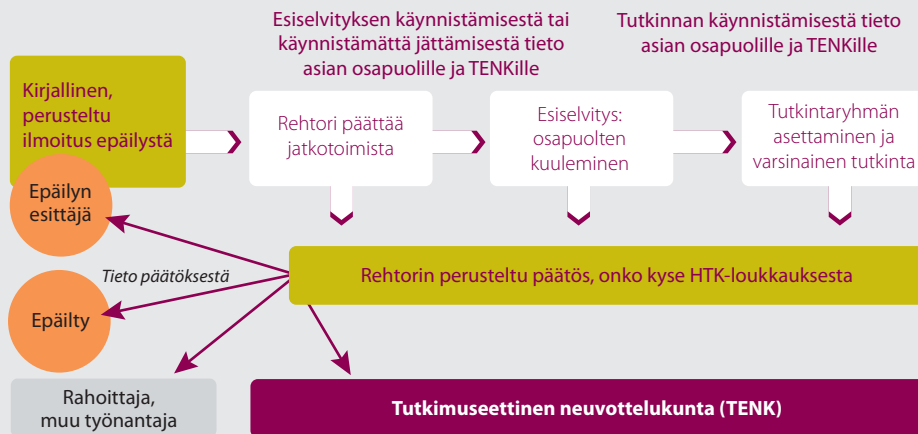 Esiselvityksen käynnistämisestä tai
käynnistämättä jättämisestä tieto
asian osapuolille ja TENKille
Tutkinnan käynnistämisestä tieto
asian osapuolille ja TENKille
Kirjallinen,
perusteltu
ilmoitus epäilystä
Rehtori päättää
jatkotoimista
Esiselvitys:
osapuolten
kuuleminen
Tutkintaryhmän
asettaminen ja
varsinainen tutkinta
Epäilyn
esittäjä
Tieto päätöksestä
Rehtorin perusteltu päätös, onko kyse HTK-loukkauksesta
Epäilty
Rahoittaja,
muu työnantaja
Tutkimuseettinen neuvottelukunta (TENK)